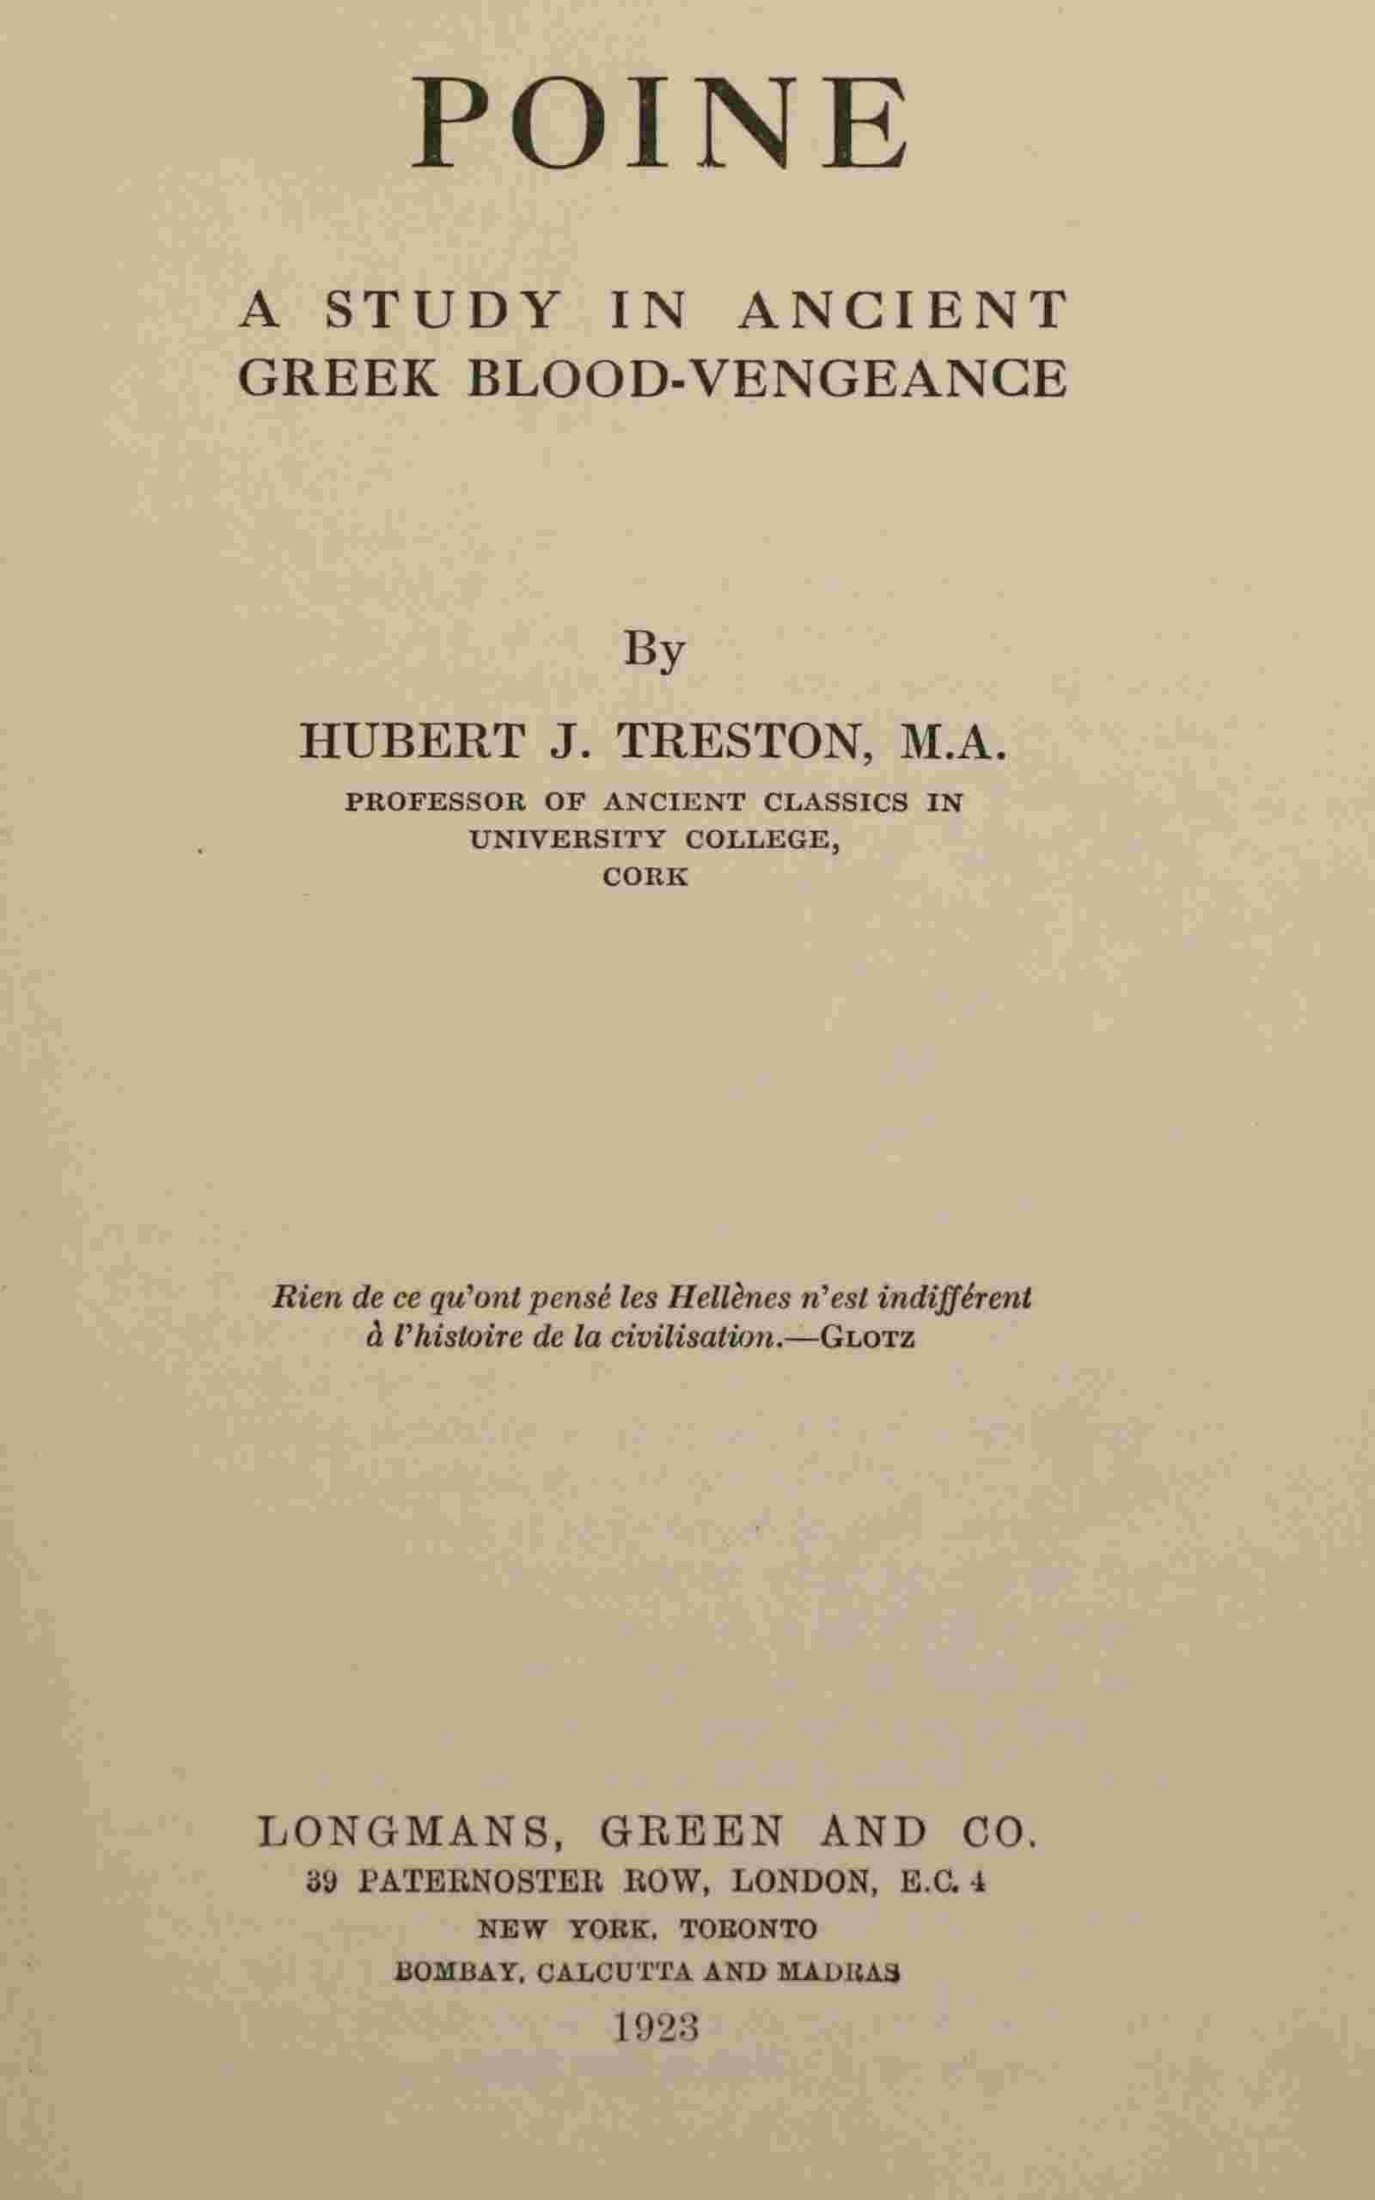 POINE
A STUDY IN ANCIENT
GREEK BLOOD-VENGEANCE
By
HUBERT J. TRESTON, M.A.
PROFESSOR OF ANCIENT CLASSICS IN
UNIVERSITY COLLEGE,
CORK
Rien de ce qu'ont pensé les Hellènes n'est indifférent
à l'histoire de la civilisation.—GLOTZ
LONGMANS, GREEN AND CO.
39 PATERNOSTER ROW, LONDON, E.C. 4
NEW YORK, TORONTO
BOMBAY, CALCUTTA AND MADRAS
1923